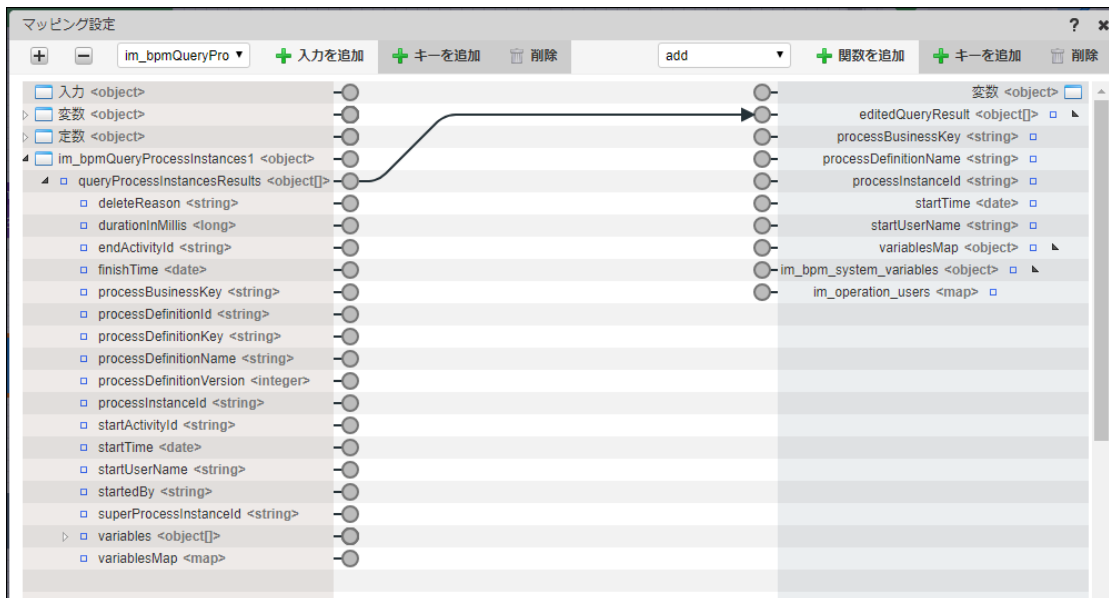 マッピング設定 ? ×
+ − im_bpmQueryPro ▼ 入力を追加 キーを追加 削除 add ▼ 関数を追加 キーを追加 削除
入力 <object> 変数 <object>
変数 <object> editedQueryResult <object[]>
定数 <object> processBusinessKey <string>
im_bpmQueryProcessInstances1 <object> processDefinitionName <string>
queryProcessInstancesResults <object[]> processInstanceId <string>
deleteReason <string> startTime <date>
durationInMillis <long> startUserName <string>
endActivityId <string> variablesMap <object>
finishTime <date> im_bpm_system_variables <object>
processBusinessKey <string> im_operation_users <map>
processDefinitionId <string>
processDefinitionKey <string>
processDefinitionName <string>
processDefinitionVersion <integer>
processInstanceId <string>
startActivityId <string>
startTime <date>
startUserName <string>
startedBy <string>
superProcessInstanceId <string>
variables <object[]>
variablesMap <map>